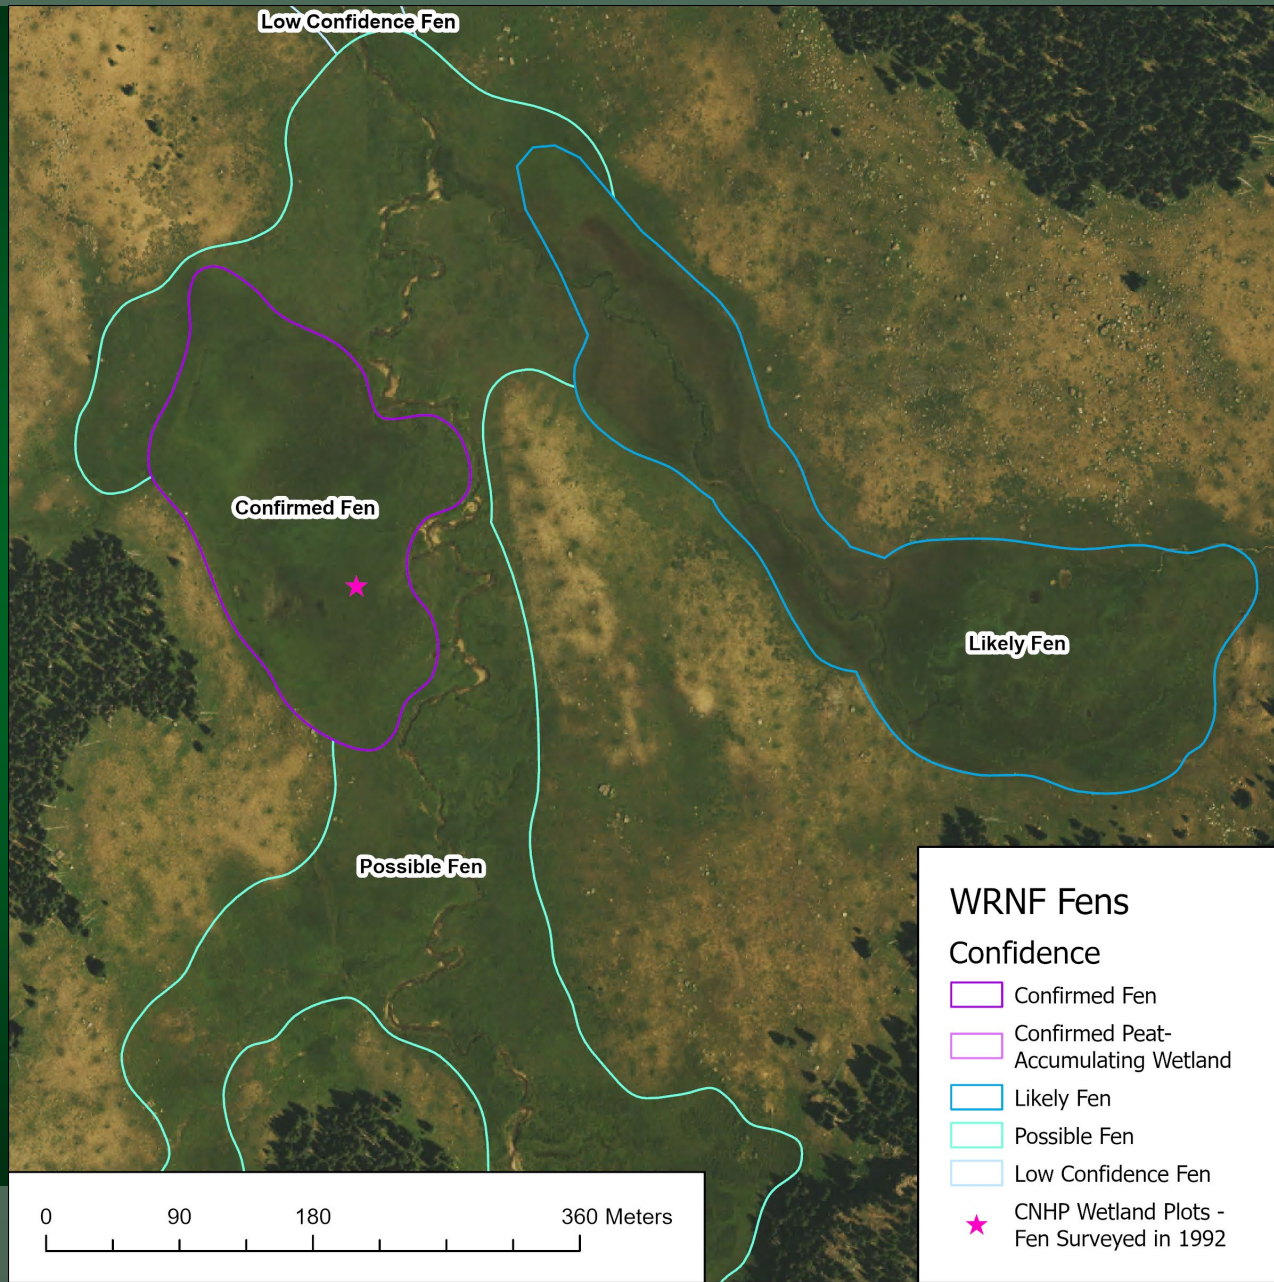 Low Confidence Fen
Confirmed Fen
Likely Fen
Possible Fen
WRNF Fens
Confidence
Confirmed Fen
Confirmed Peat-
Accumulating Wetland
Likely Fen
Possible Fen
Low Confidence Fen
CNHP Wetland Plots -
Fen Surveyed in 1992
0 90 180 360 Meters